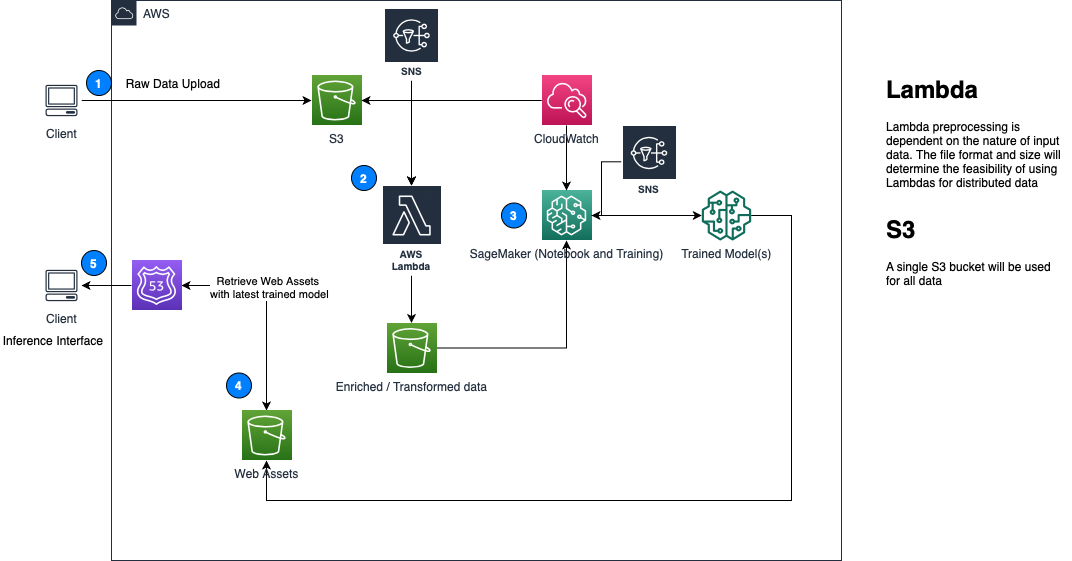 AWS
SNS
1
Raw Data Upload
Client
S3
CloudWatch
SNS
2
AWS
Lambda
3
SageMaker (Notebook and Training)
Trained Model(s)
5
53
Retrieve Web Assets
with latest trained model
Client
Inference Interface
Enriched / Transformed data
4
Web Assets
Lambda
Lambda preprocessing is
dependent on the nature of input
data. The file format and size will
determine the feasibility of using
Lambdas for distributed data
S3
A single S3 bucket will be used
for all data